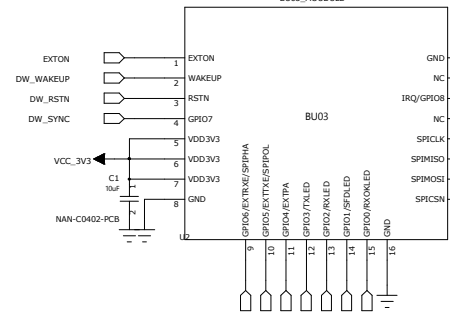 EXTON
DW_WAKEUP
DW_RSTN
DW_SYNC
VCC_3V3
C1
10uF
NAN-C0402-PCB
1
2
1
2
3
4
5
6
7
8
EXTON
WAKEUP
RSTN
GPIO7
VDD3V3
VDD3V3
VDD3V3
GND
BU03
U2
GND
NC
IRQ/GPIO8
NC
SPICLK
SPIMISO
SPIMOSI
SPICSN
GPIO6/EXTRXE/SPIPHA
GPIO5/EXTTXE/SPIPOL
GPIO4/EXTPA
GPIO3/TXLED
GPIO2/RXLED
GPIO1/SFDLED
GPIO0/RXOKLED
GND
9
10
11
12
13
14
15
16